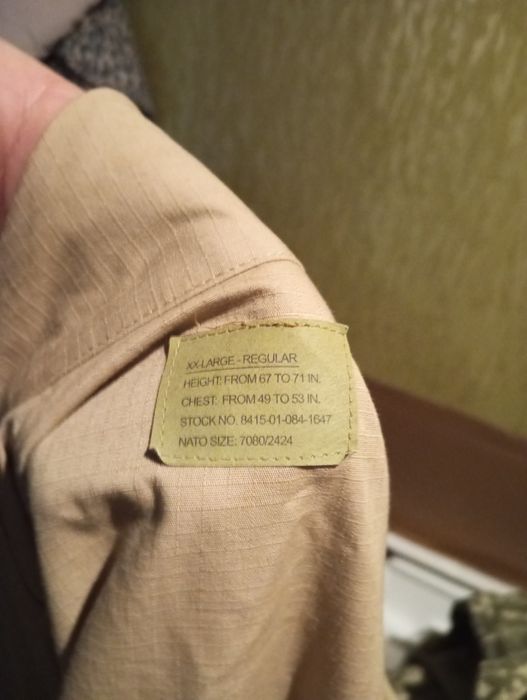 XX-LARGE - REGULAR
HEIGHT: FROM 67 TO 71 IN.
CHEST: FROM 49 TO 53 IN.
STOCK NO. 8415-01-084-1647
NATO SIZE: 7080/2424